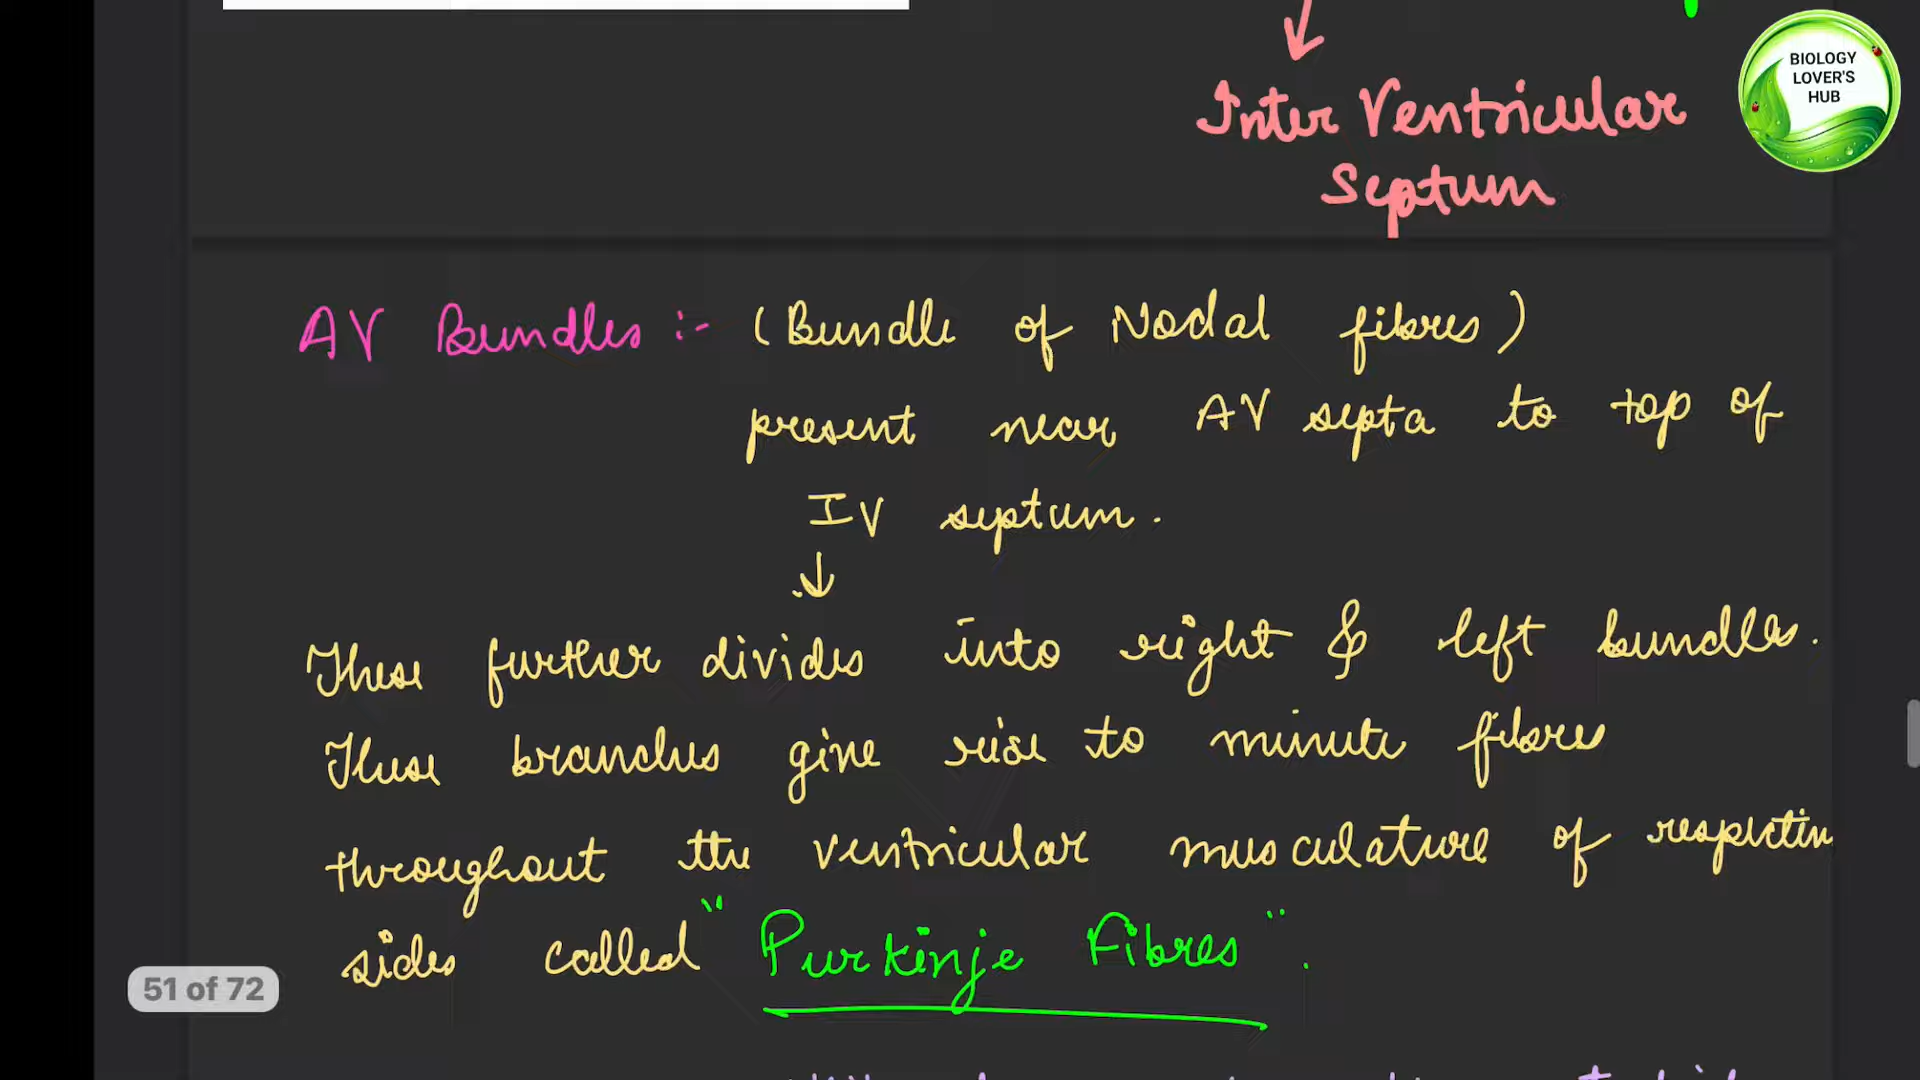 Inter Ventricular
Septum
BIOLOGY
LOVER'S
HUB
AV Bundles :- (Bundle of Nodal fibres)
present near AV septa to top of
IV septum.
↓
These further divides into right & left bundles.
These branches give rise to minute fibres
throughout the ventricular musculature of respective
sides called "Purkinje Fibres".
51 of 72